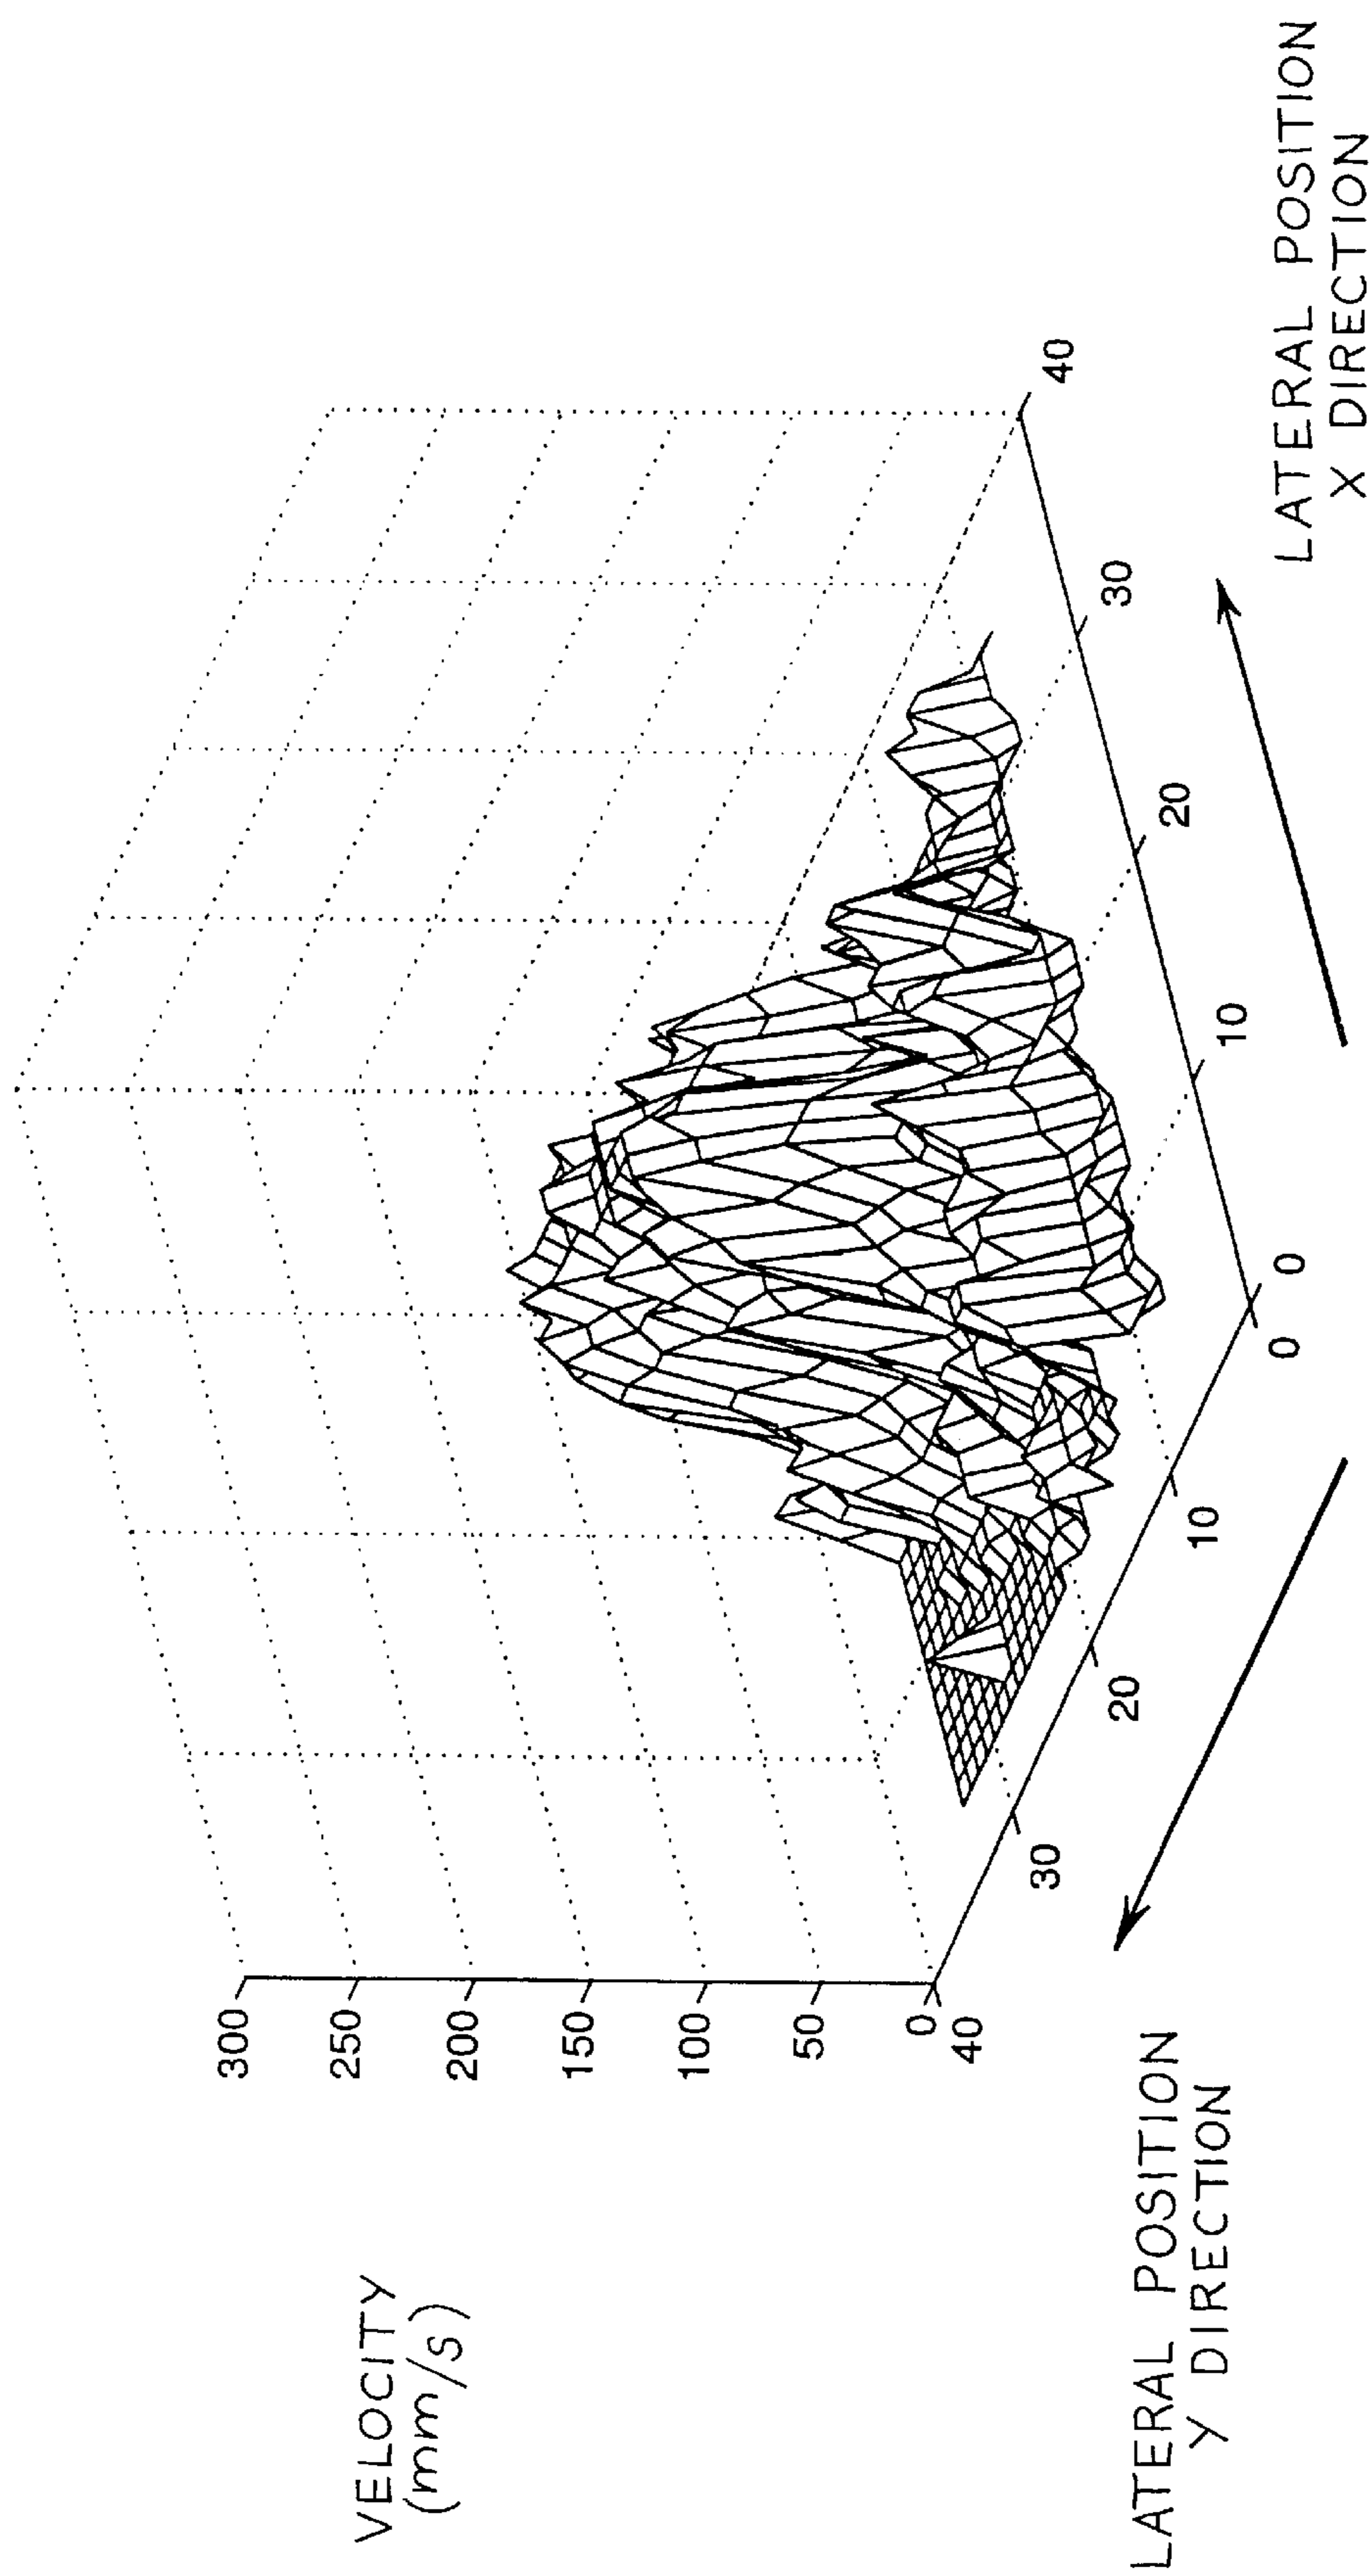 VELOCITY
(mm/s)
300
250
200
150
100
50
0
40
30
20
10
0
0
10
20
30
40
LATERAL POSITION
Y DIRECTION
LATERAL POSITION
X DIRECTION